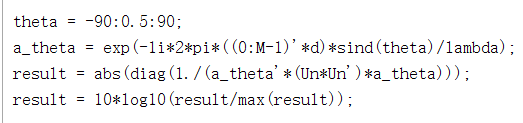 theta = -90:0.5:90;
a_theta = exp(-1i*2*pi*((0:M-1)'*d)*sind(theta)/lambda);
result = abs(diag(1./(a_theta'*(Un*Un')*a_theta)));
result = 10*log10(result/max(result));